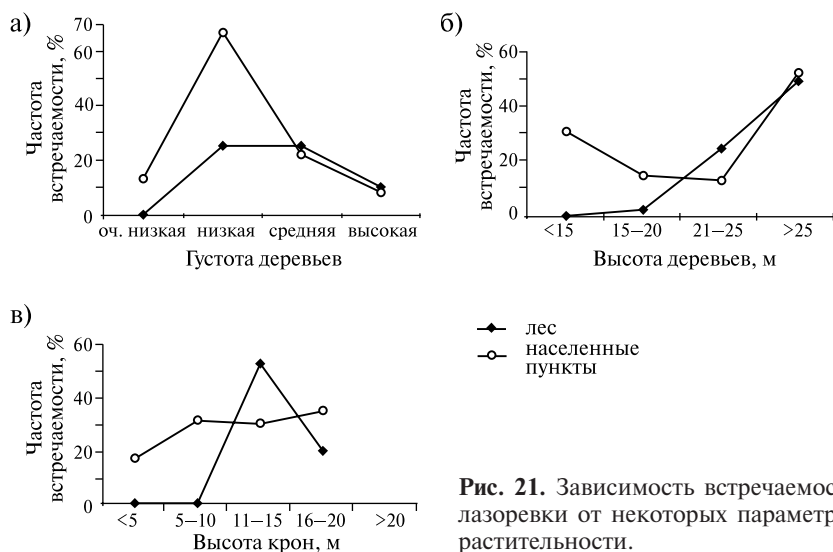 а)
Частота
встречаемости, %
70
60
40
20
0
оч. низкая низкая средняя высокая
Густота деревьев
б)
Частота
встречаемости, %
60
40
20
0
<15 15–20 21–25 >25
Высота деревьев, м
в)
Частота
встречаемости, %
60
40
20
0
<5 5–10 11–15 16–20 >20
Высота крон, м
лес
населенные
пункты
Рис. 21. Зависимость встречаемос
лазоревки от некоторых параметр
растительности.